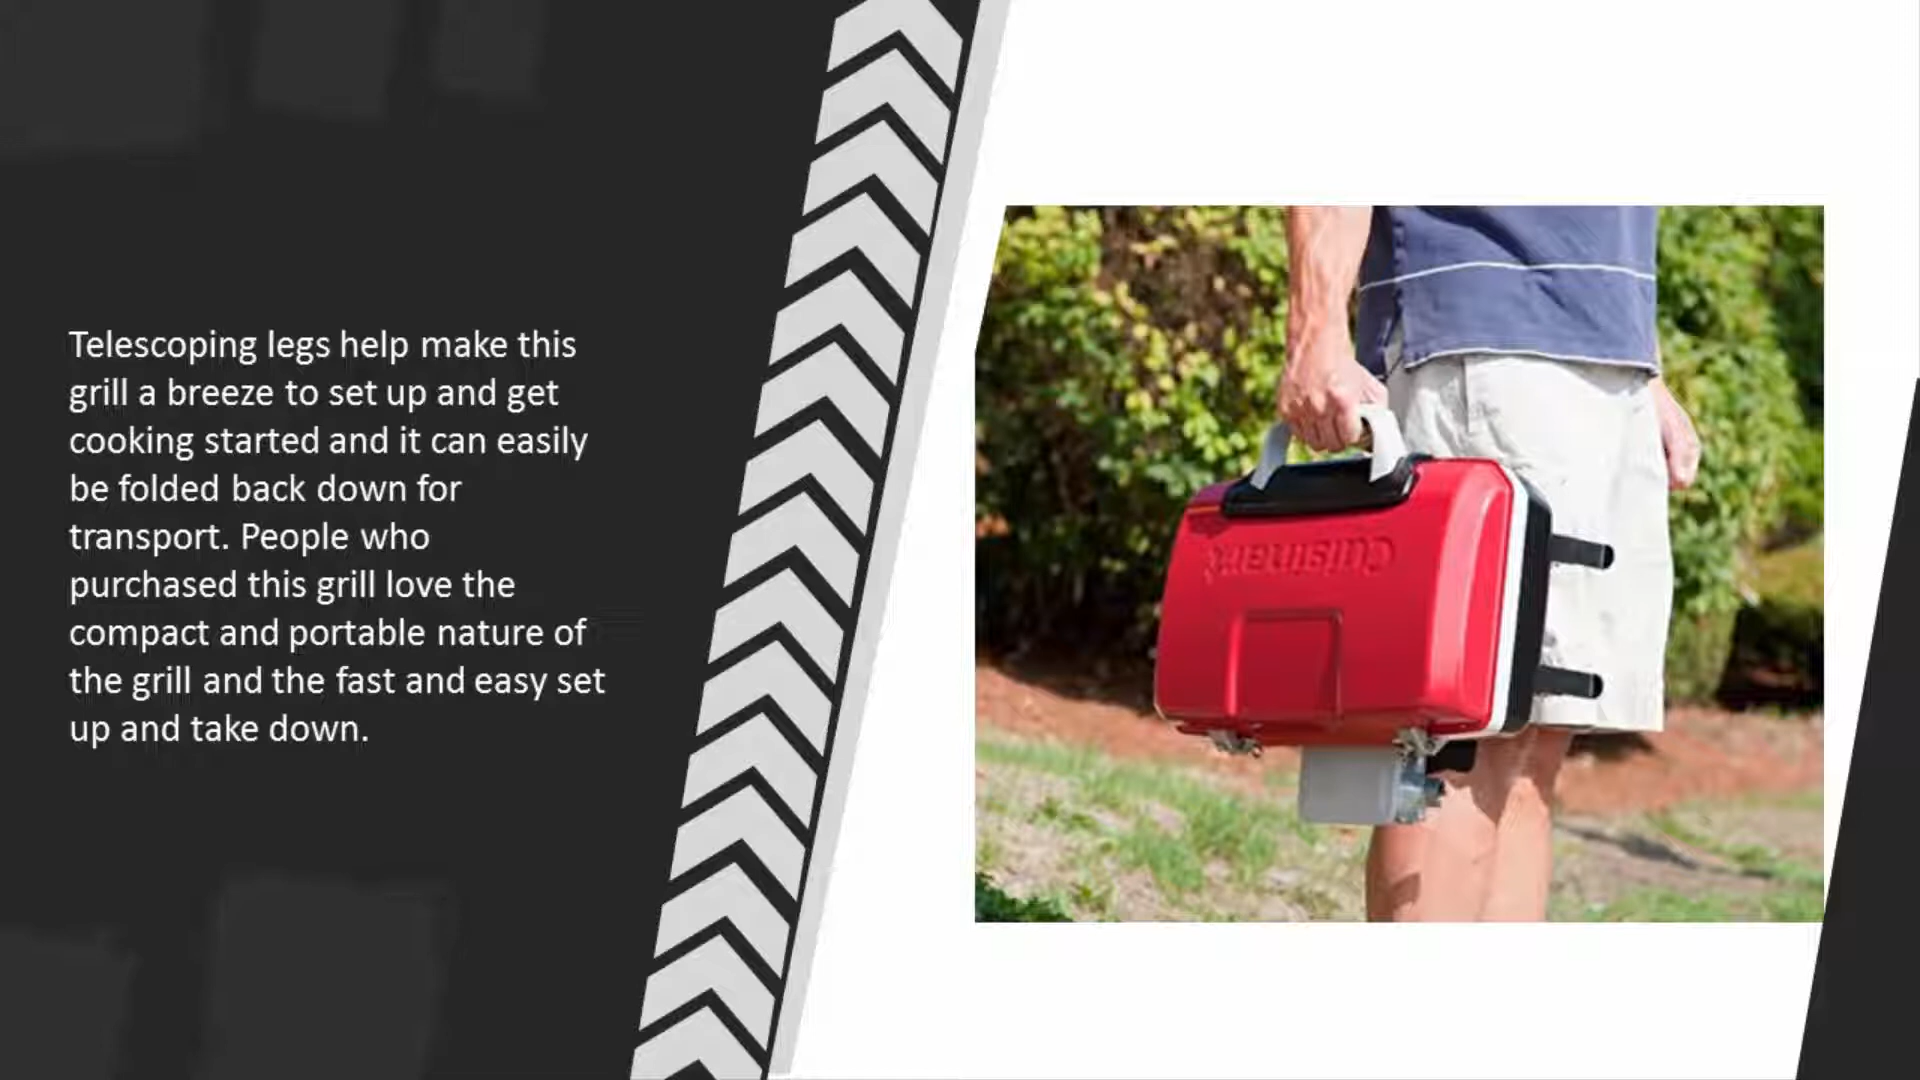 Telescoping legs help make this
grill a breeze to set up and get
cooking started and it can easily
be folded back down for
transport. People who
purchased this grill love the
compact and portable nature of
the grill and the fast and easy set
up and take down.
Cuisinart